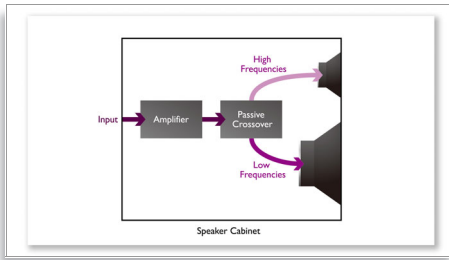 High
Frequencies
Input
Amplifier
Passive
Crossover
Low
Frequencies
Speaker Cabinet